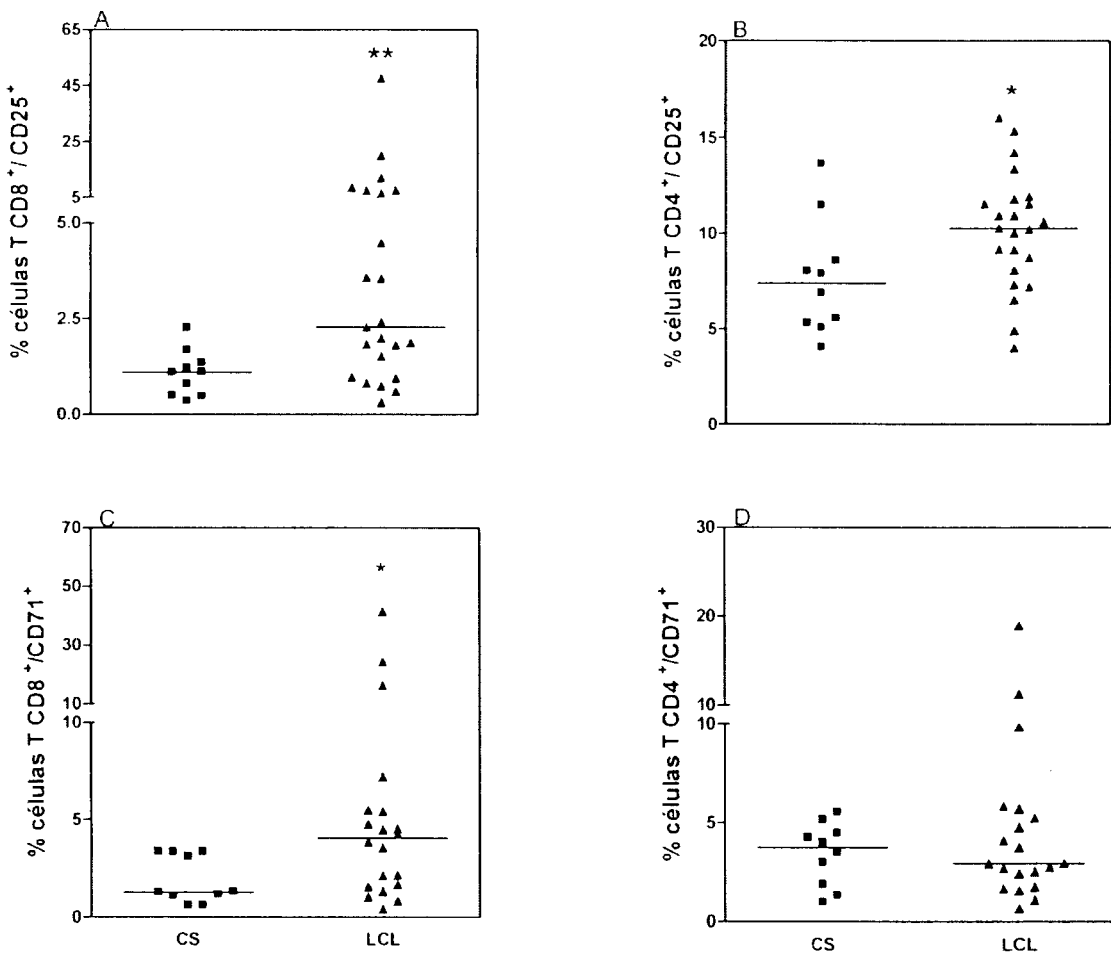 A
65
45
25
5
5.0
2.5
0.0
% células T CD8 +/ CD25+
**
B
20
15
10
5
0
% células T CD4 +/ CD25+
*
C
70
50
30
10
10
5
0
% células T CD8 +/CD71+
*
CS
LCL
D
30
20
10
10
5
0
% células T CD4 +/CD71+
CS
LCL